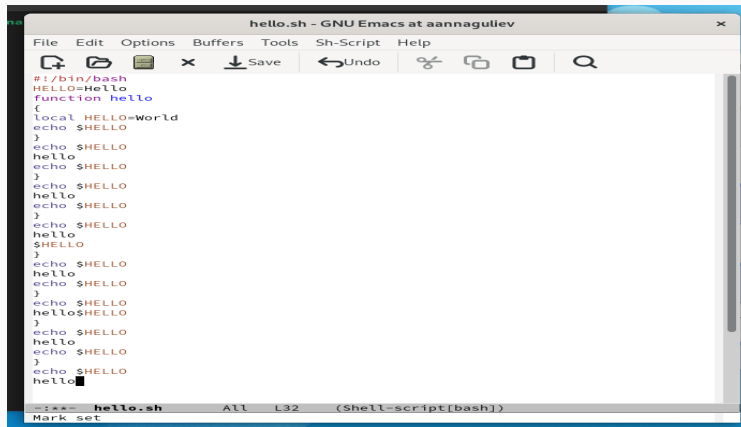 na
hello.sh - GNU Emacs at aannaguliev
File Edit Options Buffers Tools Sh-Script Help
Save Undo
#!/bin/bash
HELLO=Hello
function hello
{
local HELLO=World
echo $HELLO
}
echo $HELLO
hello
echo $HELLO
}
echo $HELLO
hello
echo $HELLO
}
echo $HELLO
hello
$HELLO
}
echo $HELLO
hello
echo $HELLO
}
echo $HELLO
hello$HELLO
}
echo $HELLO
hello
echo $HELLO
}
echo $HELLO
hello
-:**- hello.sh All L32 (Shell-script[bash])
Mark set